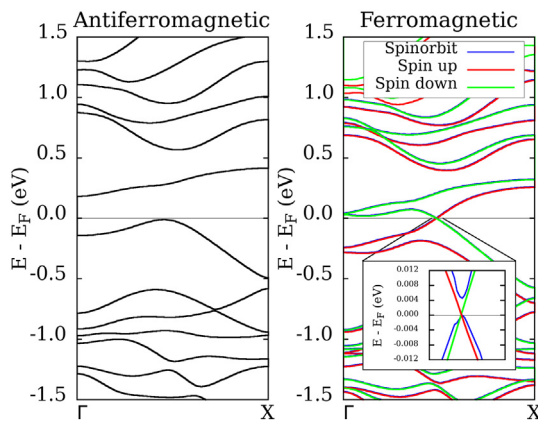 Antiferromagnetic
Ferromagnetic
E - E_F (eV)
1.5
1.0
0.5
0.0
-0.5
-1.0
-1.5
Γ
X
E - E_F (eV)
1.5
1.0
0.5
0.0
-0.5
-1.0
-1.5
Γ
X
Spinorbit
Spin up
Spin down
E - E_F (eV)
0.012
0.008
0.004
0.000
-0.004
-0.008
-0.012